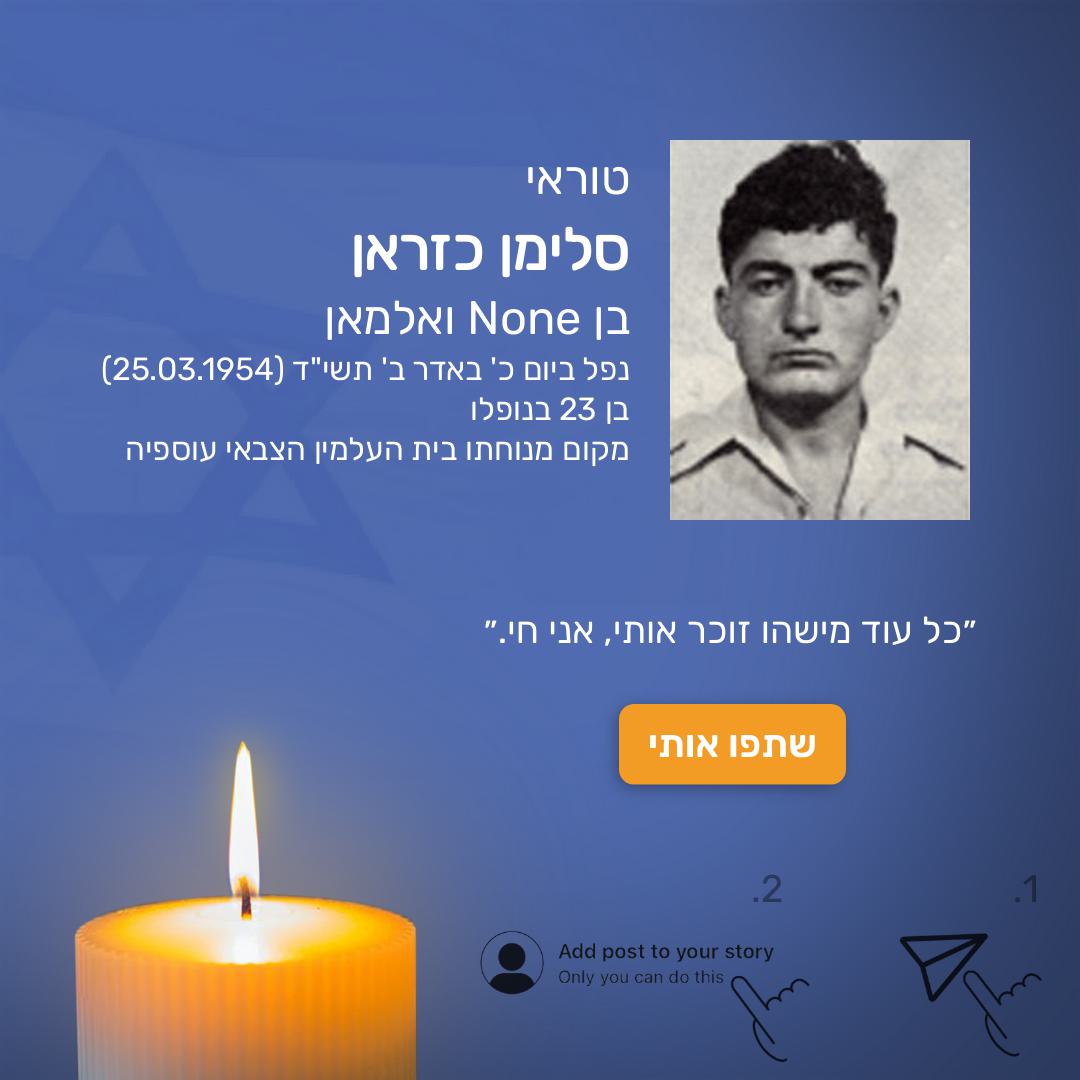 טוראי
סלימן כזראן
בן None ואלמאן
נפל ביום כ' באדר ב' תשי"ד (25.03.1954)
בן 23 בנופלו
מקום מנוחתו בית העלמין הצבאי עוספיה
״כל עוד מישהו זוכר אותי, אני חי.״
שתפו אותי
.1
.2
Add post to your story
Only you can do this